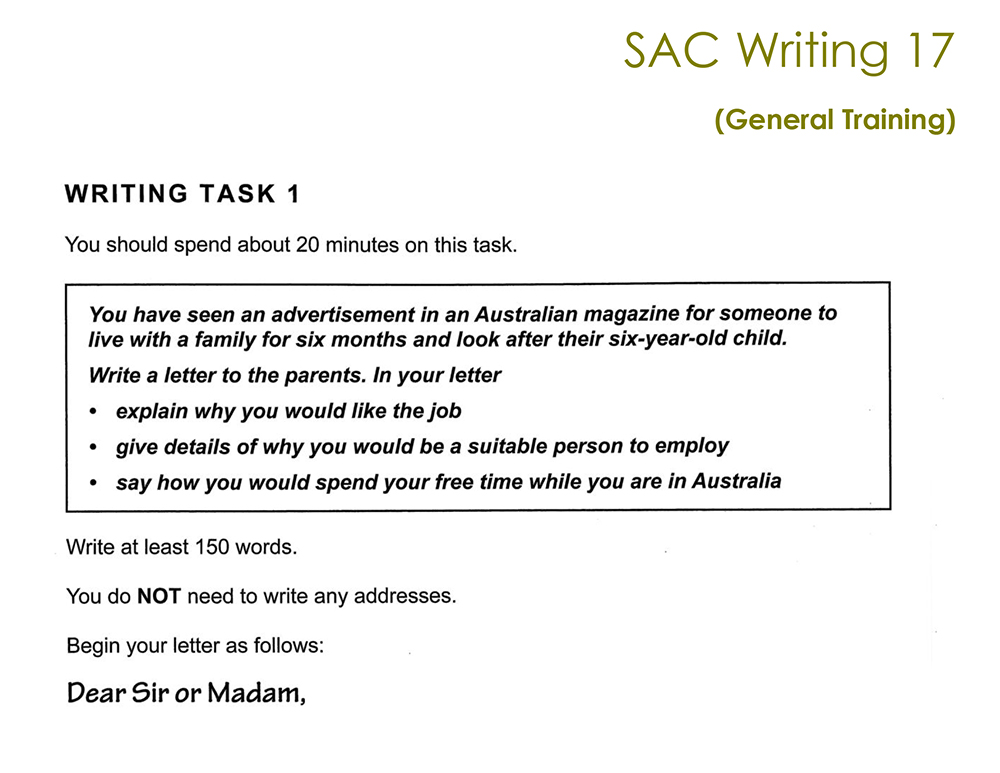 SAC Writing 17
(General Training)
WRITING TASK 1
You should spend about 20 minutes on this task.
You have seen an advertisement in an Australian magazine for someone to
live with a family for six months and look after their six-year-old child.
Write a letter to the parents. In your letter
• explain why you would like the job
• give details of why you would be a suitable person to employ
• say how you would spend your free time while you are in Australia
Write at least 150 words.
You do NOT need to write any addresses.
Begin your letter as follows:
Dear Sir or Madam,